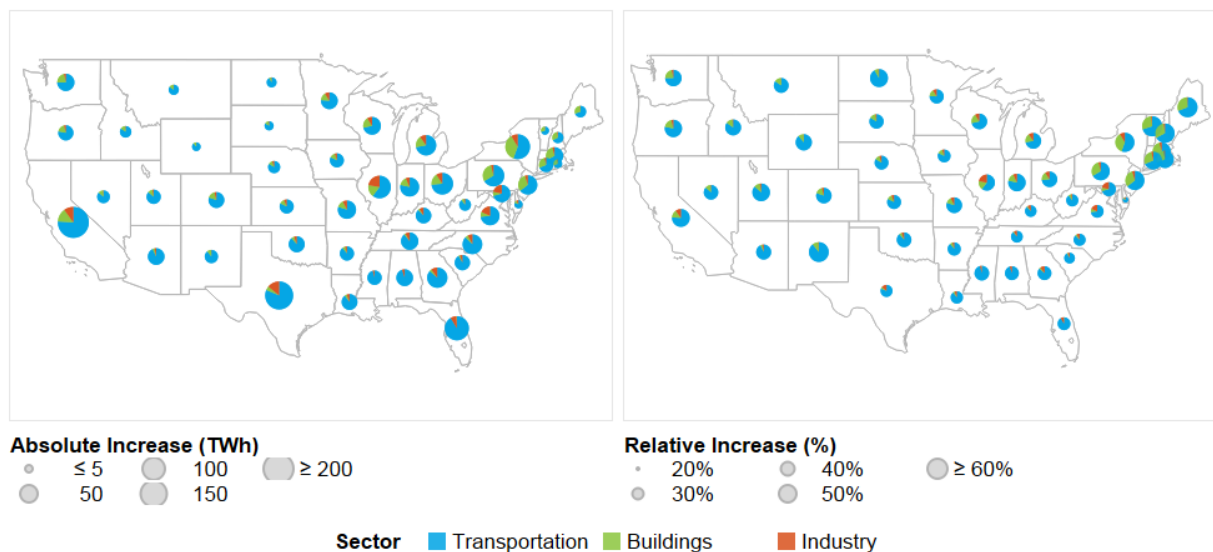 Absolute Increase (TWh)
≤ 5 100 ≥ 200
50 150
Relative Increase (%)
20% 40% ≥ 60%
30% 50%
Sector Transportation Buildings Industry